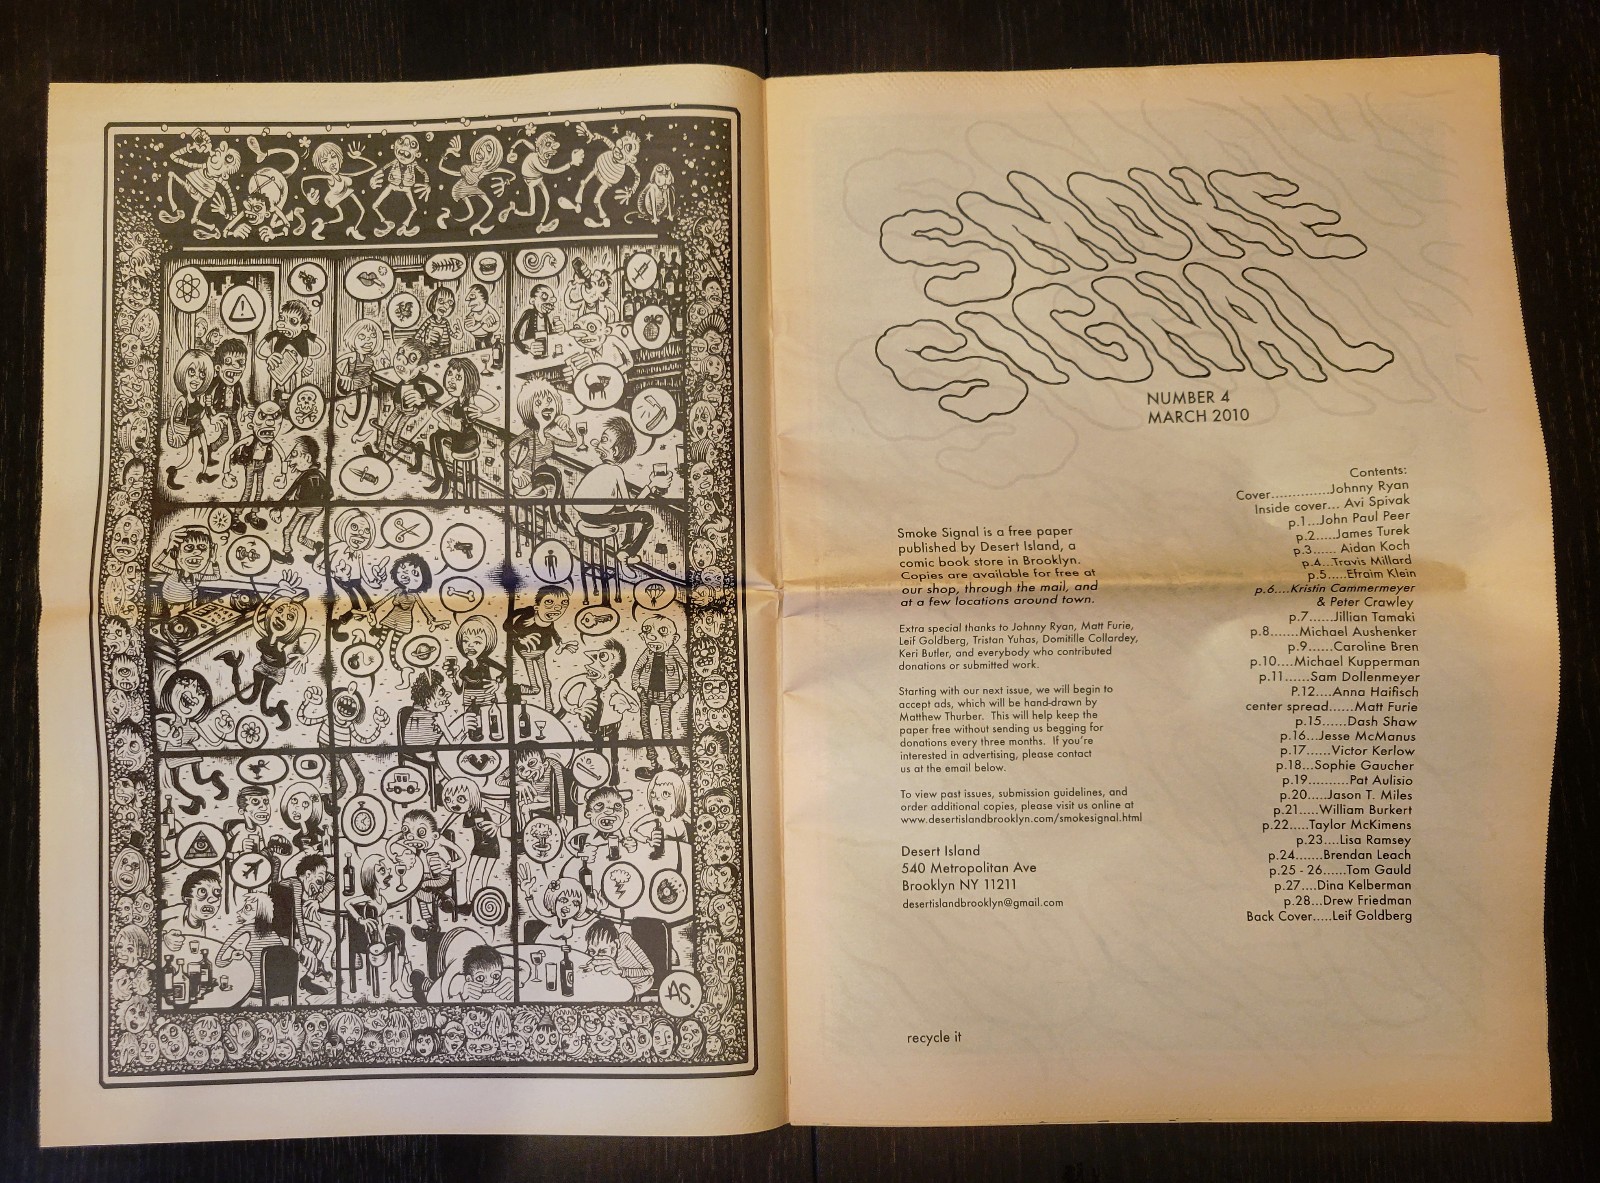 AS.
SMOKE
SIGNAL
NUMBER 4
MARCH 2010
Smoke Signal is a free paper
published by Desert Island, a
comic book store in Brooklyn.
Copies are available for free at
our shop, through the mail, and
at a few locations around town.
Extra special thanks to Johnny Ryan, Matt Furie,
Leif Goldberg, Tristan Yuhas, Domitille Collardey,
Keri Butler, and everybody who contributed
donations or submitted work.
Starting with our next issue, we will begin to
accept ads, which will be hand-drawn by
Matthew Thurber. This will help keep the
paper free without sending us begging for
donations every three months. If you're
interested in advertising, please contact
us at the email below.
To view past issues, submission guidelines, and
order additional copies, please visit us online at
www.desertislandbrooklyn.com/smokesignal.html
Desert Island
540 Metropolitan Ave
Brooklyn NY 11211
desertislandbrooklyn@gmail.com
recycle it
Contents:
Cover..............Johnny Ryan
Inside cover... Avi Spivak
p.1...John Paul Peer
p.2.....James Turek
p.3...... Aidan Koch
p.4...Travis Millard
p.5.....Efraim Klein
p.6....Kristin Cammermeyer
& Peter Crawley
p.7......Jillian Tamaki
p.8.......Michael Aushenker
p.9......Caroline Bren
p.10....Michael Kupperman
p.11......Sam Dollenmeyer
P.12....Anna Haifisch
center spread......Matt Furie
p.15......Dash Shaw
p.16...Jesse McManus
p.17......Victor Kerlow
p.18...Sophie Gaucher
p.19..........Pat Aulisio
p.20....Jason T. Miles
p.21.....William Burkert
p.22.....Taylor McKimens
p.23....Lisa Ramsey
p.24.......Brendan Leach
p.25 - 26......Tom Gauld
p.27....Dina Kelberman
p.28...Drew Friedman
Back Cover.....Leif Goldberg